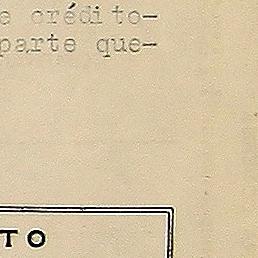 e crédito-
parte que-
TO